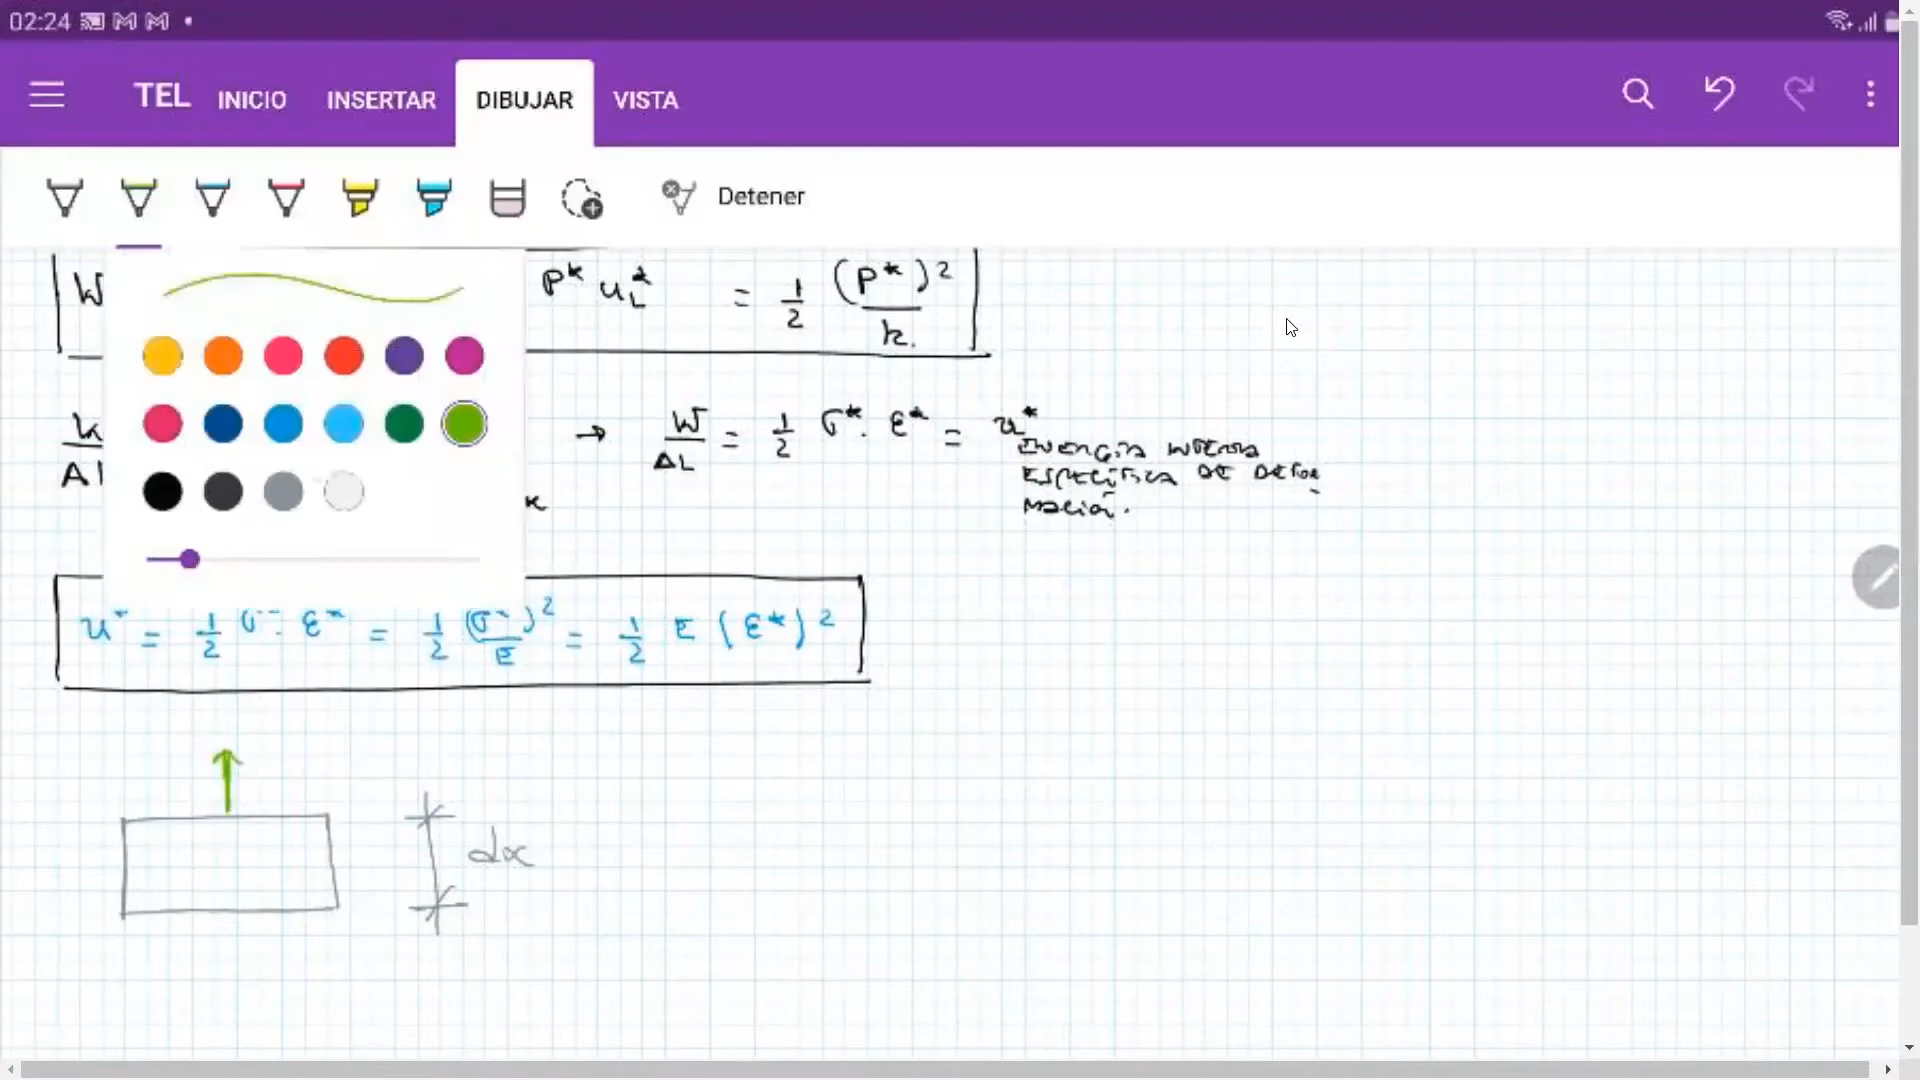 02:24
TEL INICIO INSERTAR DIBUJAR VISTA
Detener
W P* u_L* = 1/2 (P*)²/k.
k/AL → W/AL = 1/2 σ* · ε* = u*
ENERGÍA INTERNA
ESPECÍFICA DE DEFOR
MACIÓN.
*
u* = 1/2 σ* · ε* = 1/2 (σ*)²/E = 1/2 E (ε*)²
dx